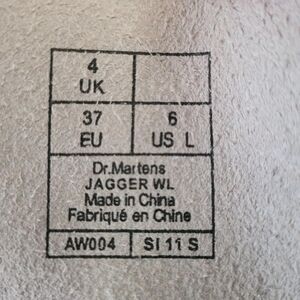 4
UK
37 6
EU US L
Dr.Martens
JAGGER WL
Made in China
Fabriqué en Chine
AW004 SI 11 S